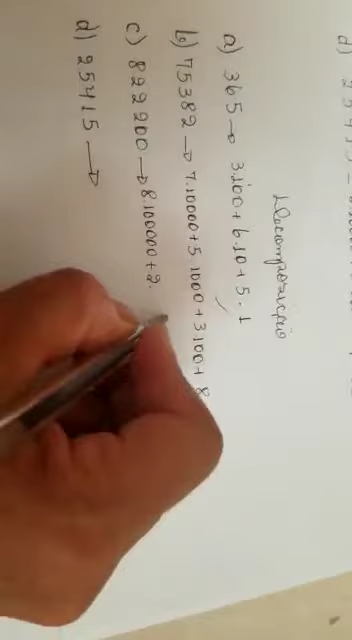 Decomposição
a) 365 → 3.100 + 6.10 + 5.1
b) 75382 → 7.10000 + 5.1000 + 3.100 + 8
c) 822200 → 8.100000 + 2.
d) 25415 →